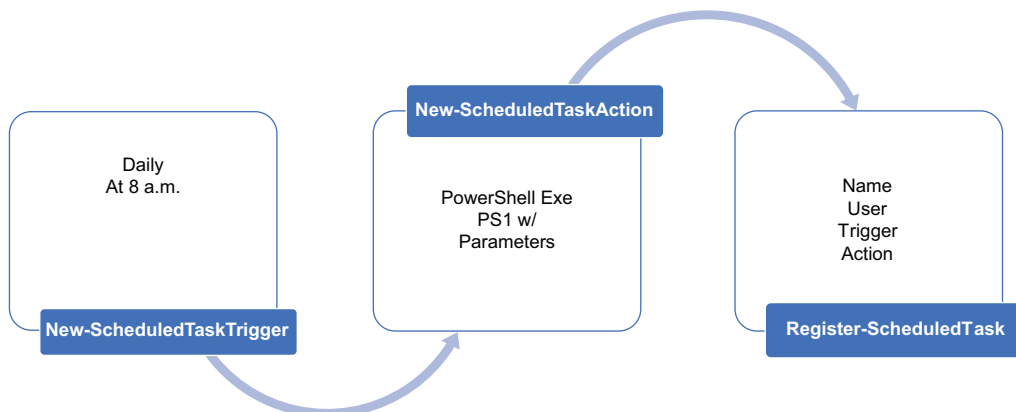 Daily
At 8 a.m.
New-ScheduledTaskTrigger
New-ScheduledTaskAction
PowerShell Exe
PS1 w/
Parameters
Name
User
Trigger
Action
Register-ScheduledTask